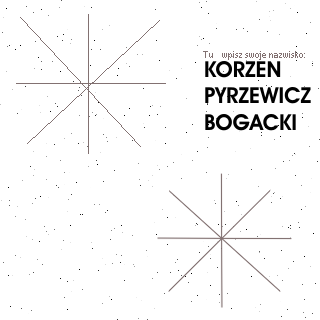 Tu wpisz swoje nazwisko:
KORZEN
PYRZEWICZ
BOGACKI